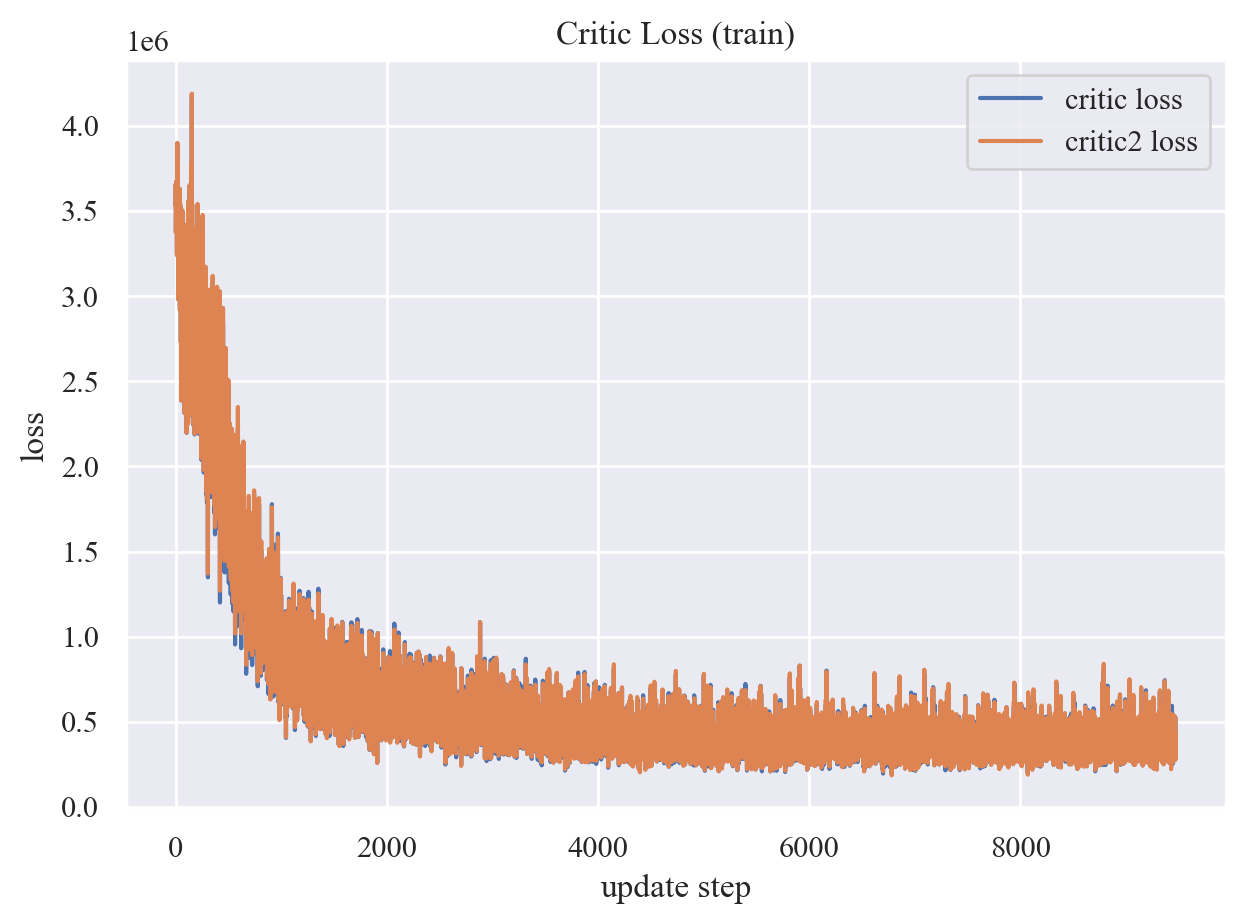 Critic Loss (train)
1e6
critic loss
critic2 loss
4.0
3.5
3.0
2.5
2.0
1.5
1.0
0.5
0.0
loss
0 2000 4000 6000 8000
update step